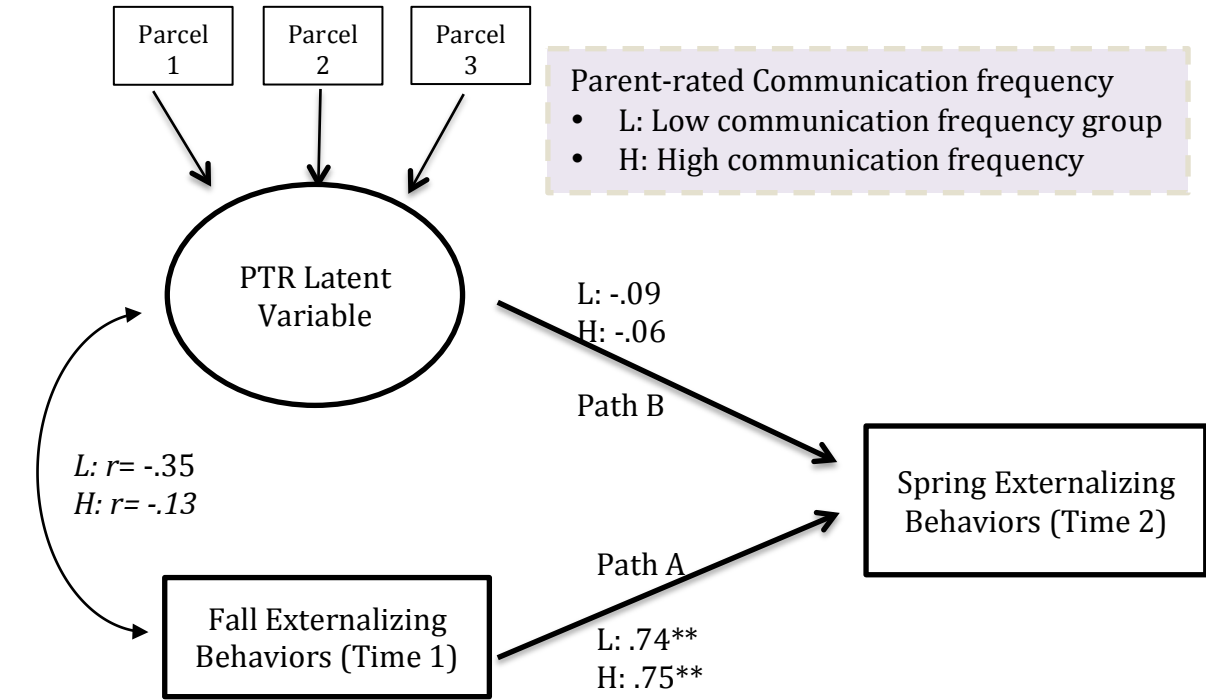 Parcel
1
Parcel
2
Parcel
3
Parent-rated Communication frequency
• L: Low communication frequency group
• H: High communication frequency
PTR Latent
Variable
L: -.09
H: -.06
Path B
L: r= -.35
H: r= -.13
Spring Externalizing
Behaviors (Time 2)
Path A
Fall Externalizing
Behaviors (Time 1)
L: .74**
H: .75**